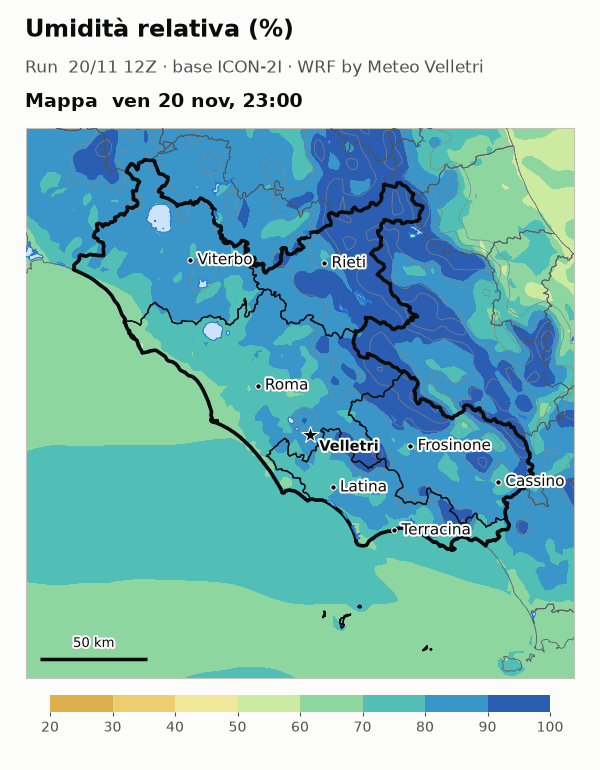 Umidità relativa (%)
Run  20/11 12Z · base ICON-2I · WRF by Meteo Velletri
Mappa  ven 20 nov, 23:00
Viterbo
Rieti
Roma
Velletri
Frosinone
Cassino
Latina
Terracina
50 km
20 30 40 50 60 70 80 90 100